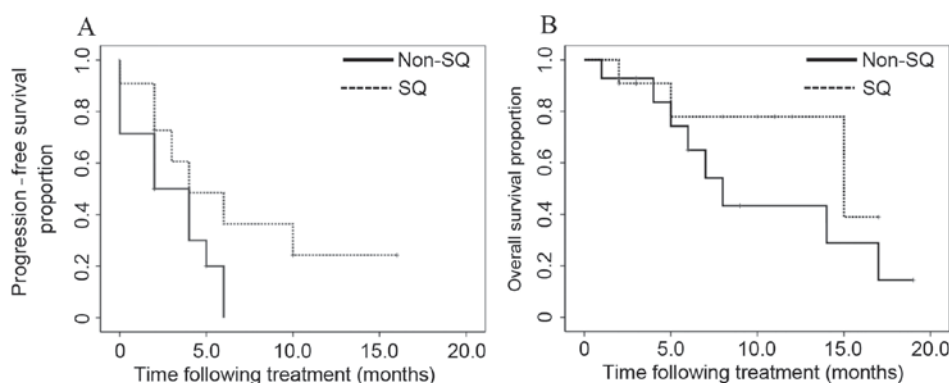 A
Non-SQ
SQ
Progression-free survival
proportion
1.0
0.8
0.6
0.4
0.2
0
0
5.0
10.0
15.0
20.0
Time following treatment (months)
B
Non-SQ
SQ
Overall survival proportion
1.0
0.8
0.6
0.4
0.2
0
0
5.0
10.0
15.0
20.0
Time following treatment (months)